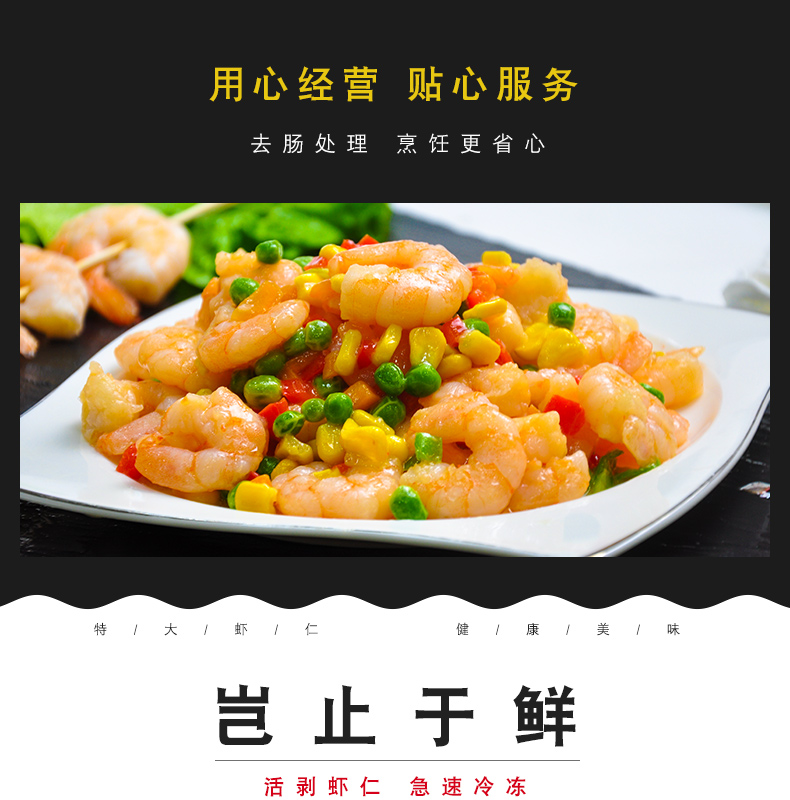 用心经营 贴心服务
去肠处理 烹饪更省心
特 / 大 / 虾 / 仁 健 / 康 / 美 / 味
岂止于鲜
活剥虾仁 急速冷冻